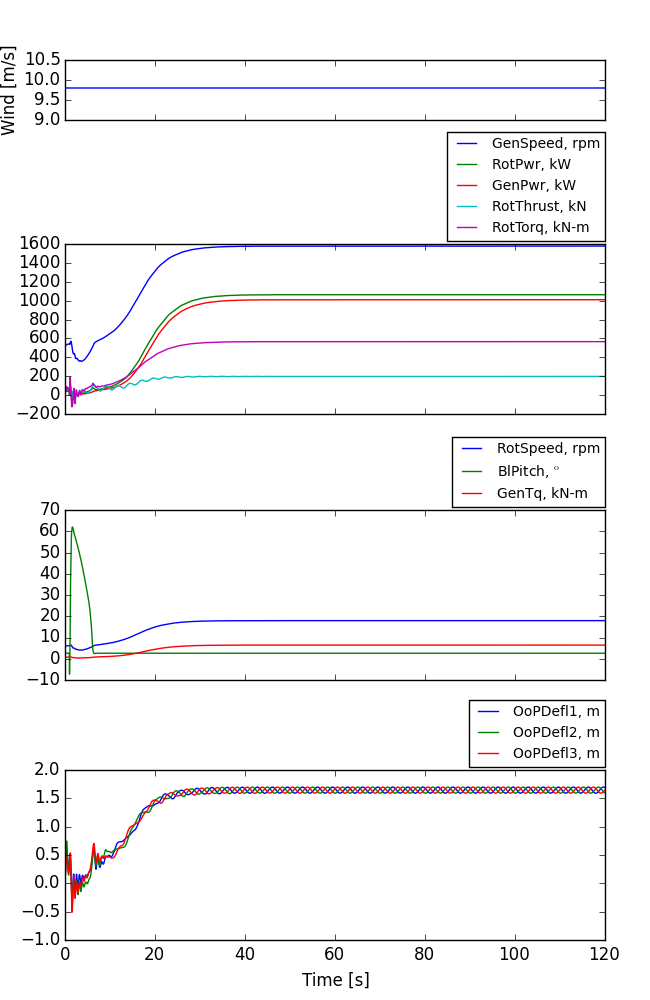 Wind [m/s]
10.5
10.0
9.5
9.0
GenSpeed, rpm
RotPwr, kW
GenPwr, kW
RotThrust, kN
RotTorq, kN-m
1600
1400
1200
1000
800
600
400
200
0
−200
RotSpeed, rpm
BlPitch, °
GenTq, kN-m
70
60
50
40
30
20
10
0
−10
OoPDefl1, m
OoPDefl2, m
OoPDefl3, m
2.0
1.5
1.0
0.5
0.0
−0.5
−1.0
0 20 40 60 80 100 120
Time [s]